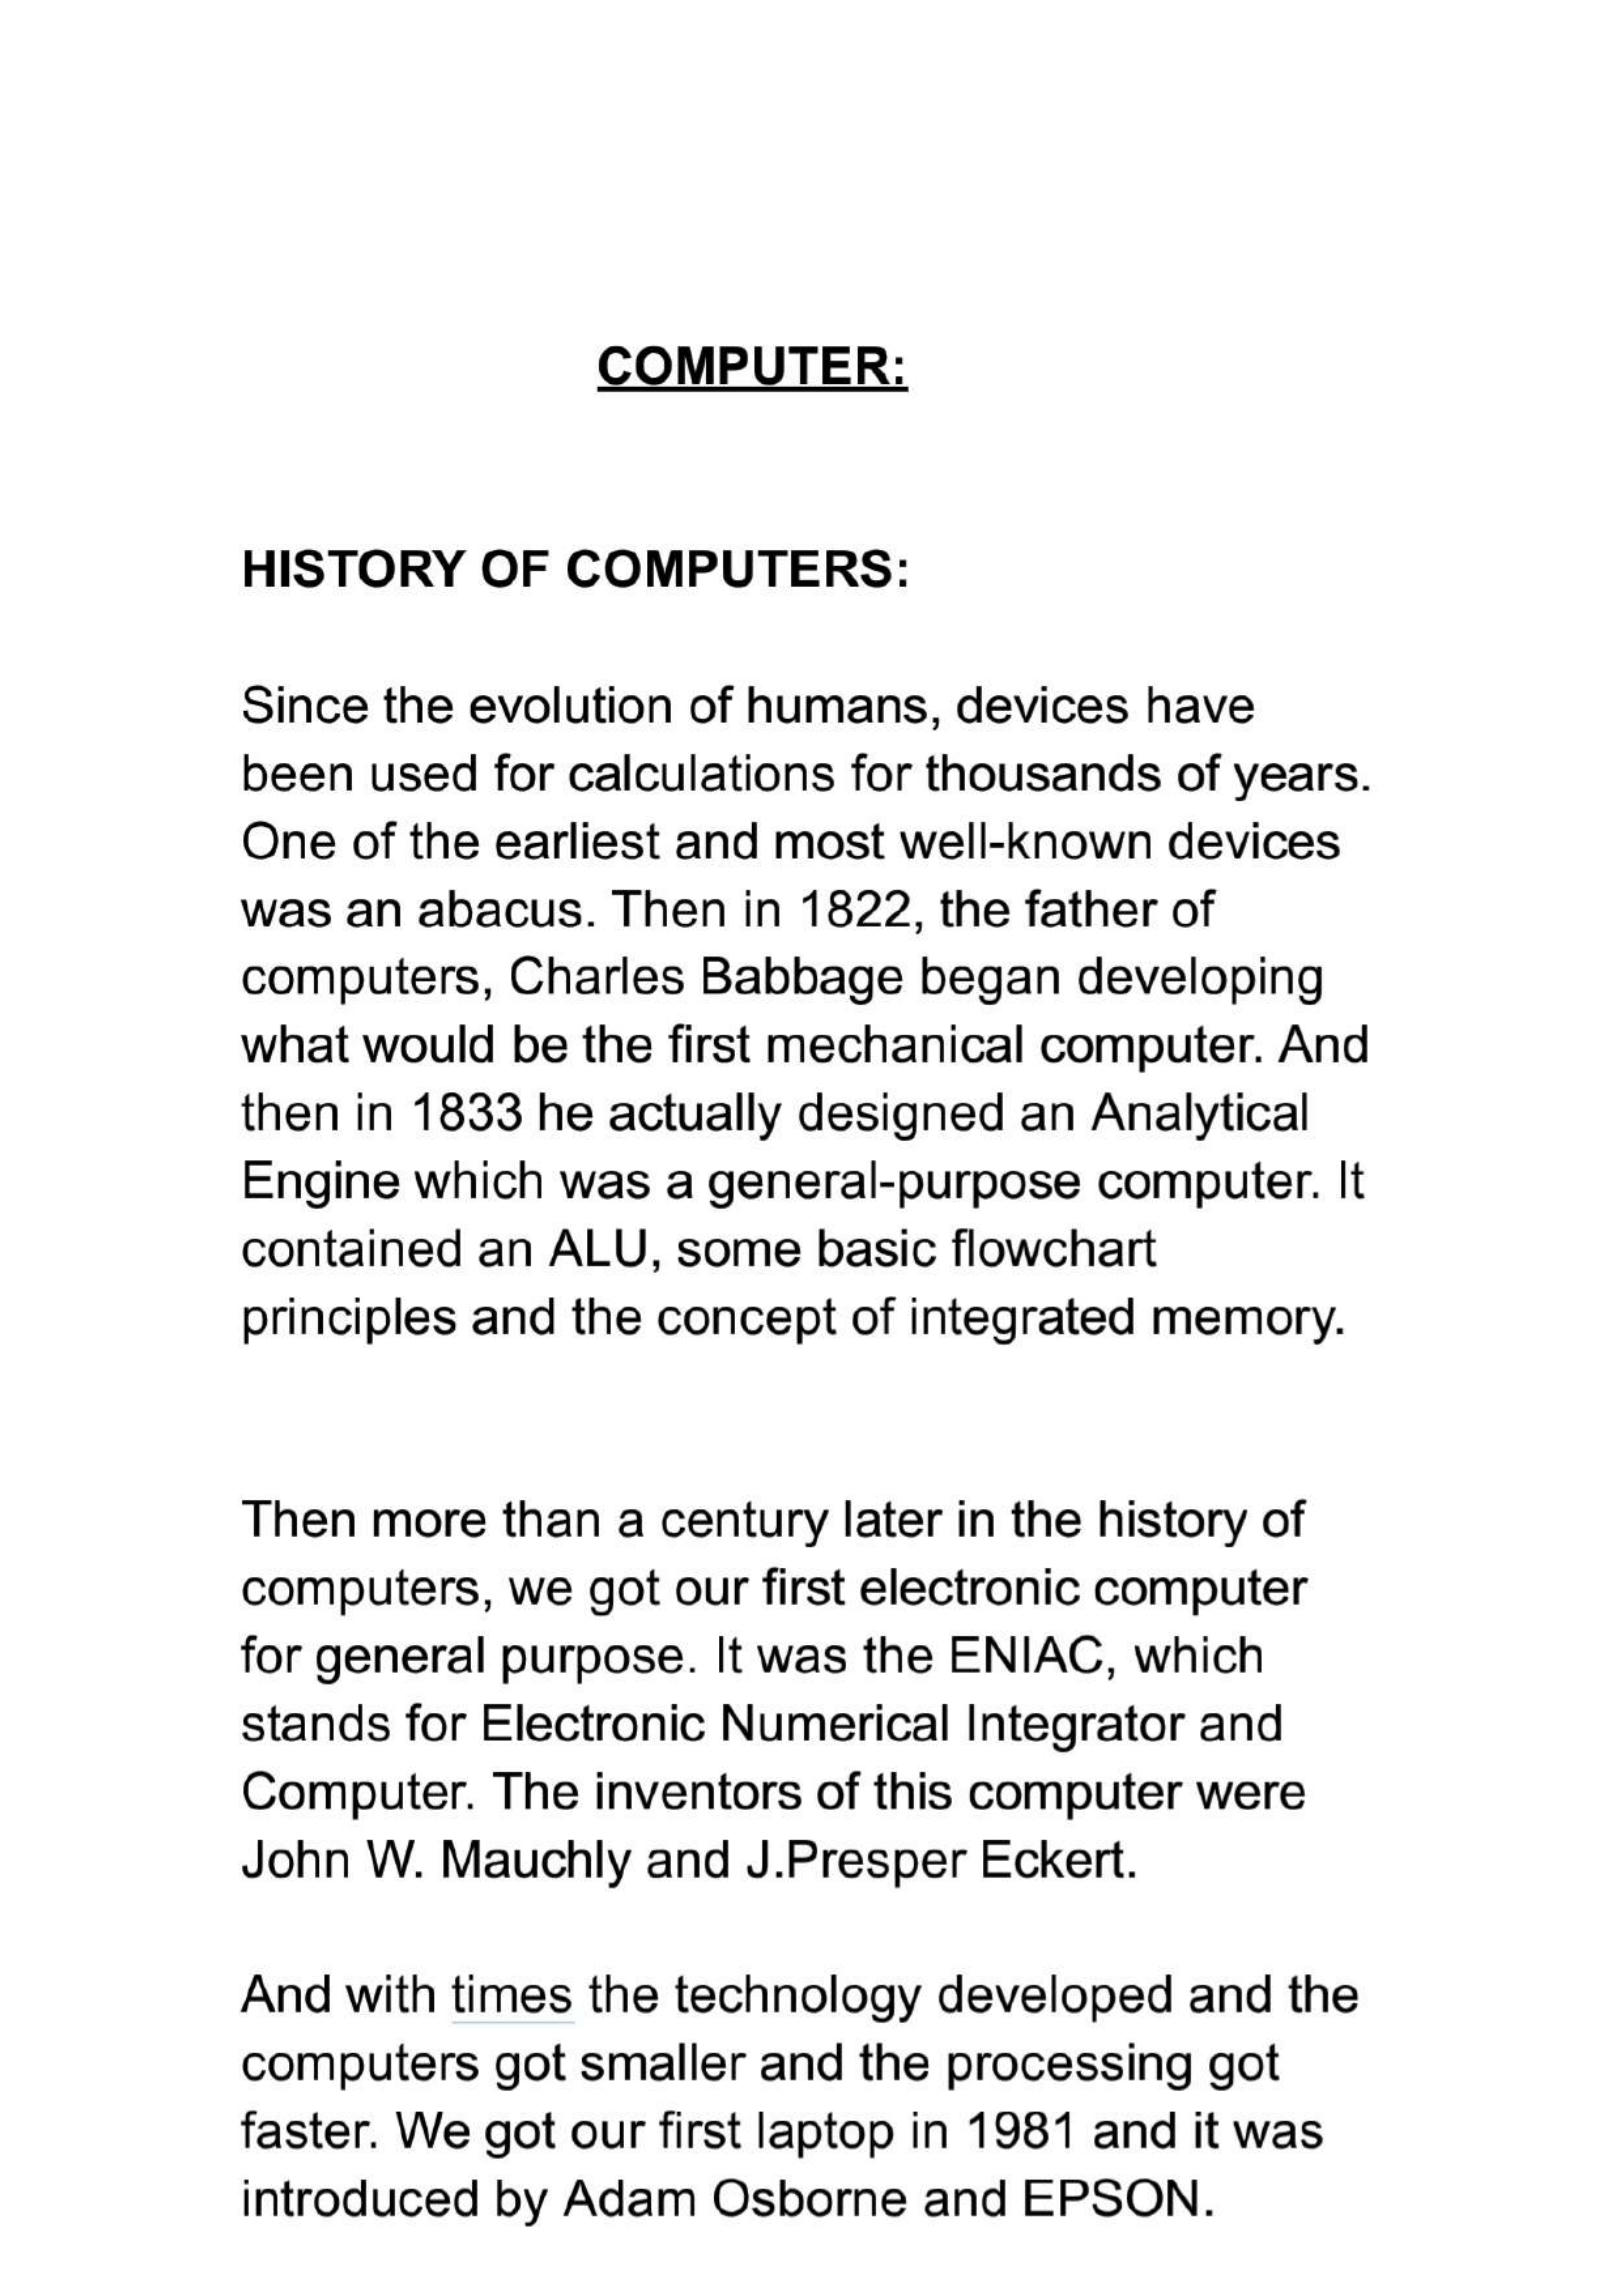 COMPUTER:
HISTORY OF COMPUTERS:
Since the evolution of humans, devices have
been used for calculations for thousands of years.
One of the earliest and most well-known devices
was an abacus. Then in 1822, the father of
computers, Charles Babbage began developing
what would be the first mechanical computer. And
then in 1833 he actually designed an Analytical
Engine which was a general-purpose computer. It
contained an ALU, some basic flowchart
principles and the concept of integrated memory.
Then more than a century later in the history of
computers, we got our first electronic computer
for general purpose. It was the ENIAC, which
stands for Electronic Numerical Integrator and
Computer. The inventors of this computer were
John W. Mauchly and J.Presper Eckert.
And with times the technology developed and the
computers got smaller and the processing got
faster. We got our first laptop in 1981 and it was
introduced by Adam Osborne and EPSON.